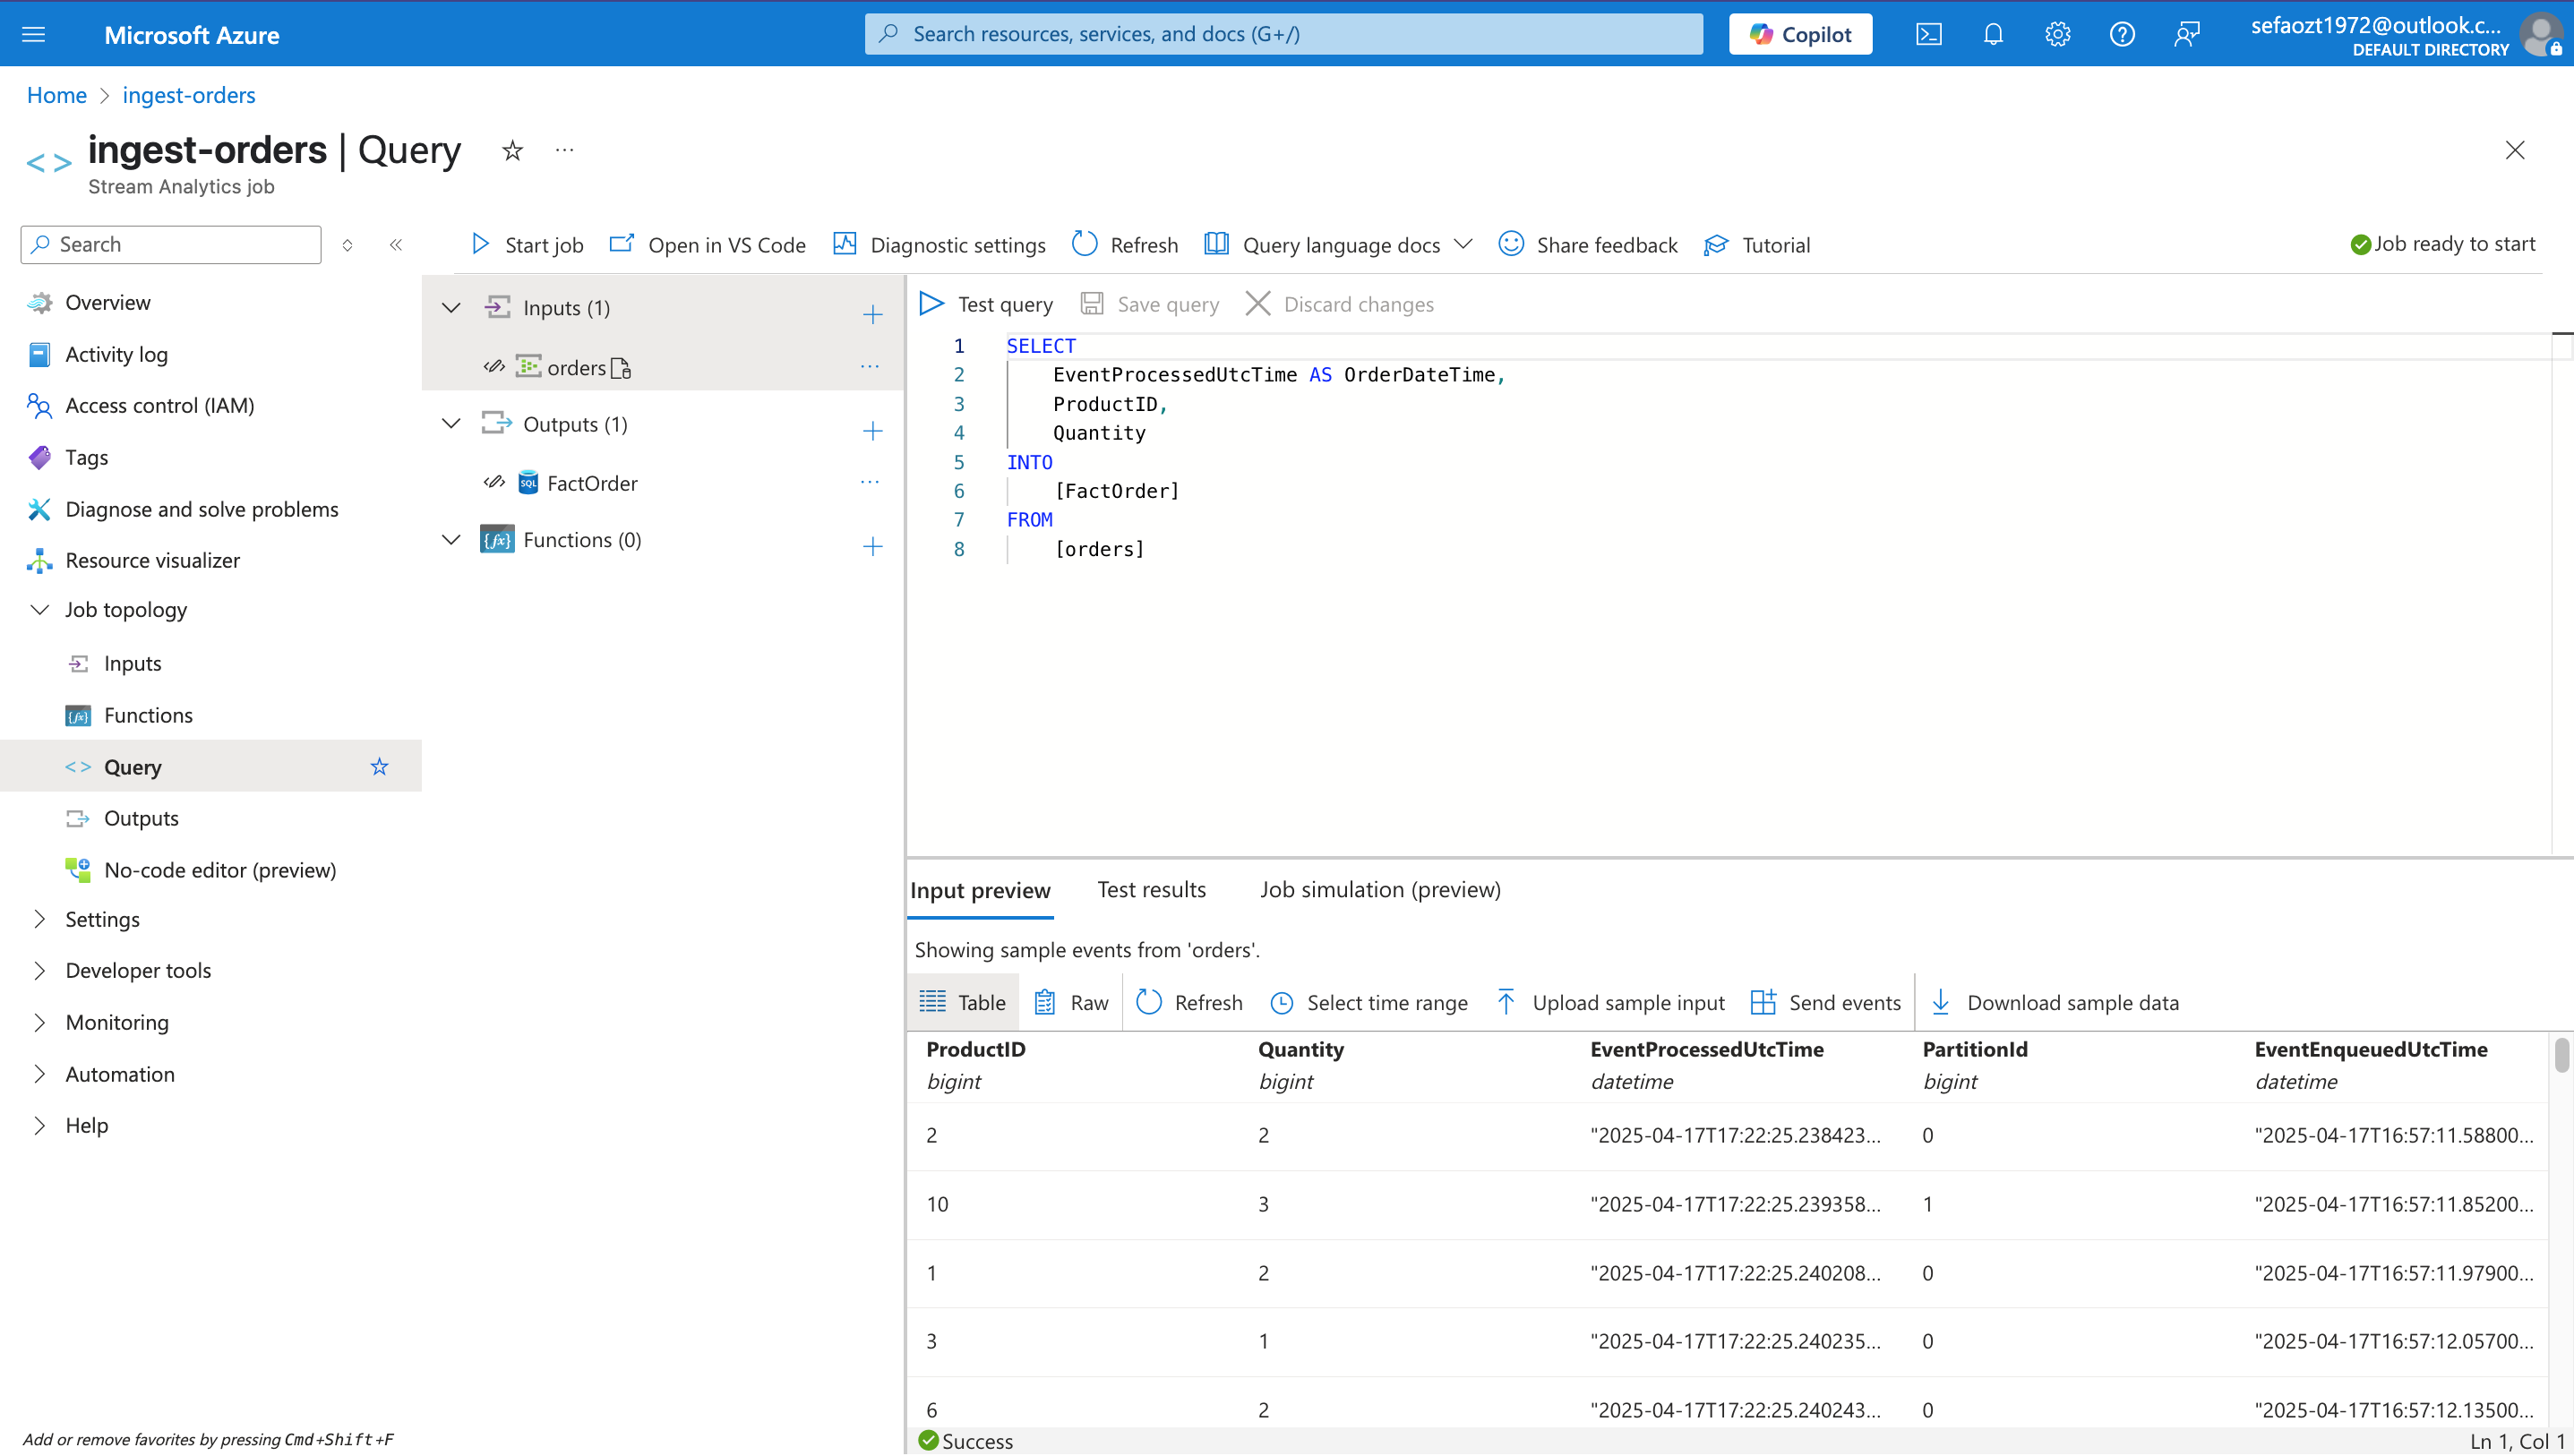 Microsoft Azure
Search resources, services, and docs (G+/)
Copilot
sefaozt1972@outlook.c...
DEFAULT DIRECTORY
Home > ingest-orders
ingest-orders | Query
Stream Analytics job
Search
Start job
Open in VS Code
Diagnostic settings
Refresh
Query language docs
Share feedback
Tutorial
Job ready to start
Overview
Activity log
Access control (IAM)
Tags
Diagnose and solve problems
Resource visualizer
Job topology
Inputs
Functions
Query
Outputs
No-code editor (preview)
Settings
Developer tools
Monitoring
Automation
Help
Add or remove favorites by pressing Cmd+Shift+F
Inputs (1)
orders
Outputs (1)
SQL
FactOrder
Functions (0)
Test query
Save query
Discard changes
1 SELECT
2 EventProcessedUtcTime AS OrderDateTime,
3 ProductID,
4 Quantity
5 INTO
6 [FactOrder]
7 FROM
8 [orders]
Input preview
Test results
Job simulation (preview)
Showing sample events from 'orders'.
Table
Raw
Refresh
Select time range
Upload sample input
Send events
Download sample data
ProductID Quantity EventProcessedUtcTime PartitionId EventEnqueuedUtcTime
bigint bigint datetime bigint datetime
2 2 "2025-04-17T17:22:25.238423... 0 "2025-04-17T16:57:11.58800...
10 3 "2025-04-17T17:22:25.239358... 1 "2025-04-17T16:57:11.85200...
1 2 "2025-04-17T17:22:25.240208... 0 "2025-04-17T16:57:11.97900...
3 1 "2025-04-17T17:22:25.240235... 0 "2025-04-17T16:57:12.05700...
6 2 "2025-04-17T17:22:25.240243... 0 "2025-04-17T16:57:12.13500...
Success
Ln 1, Col 1